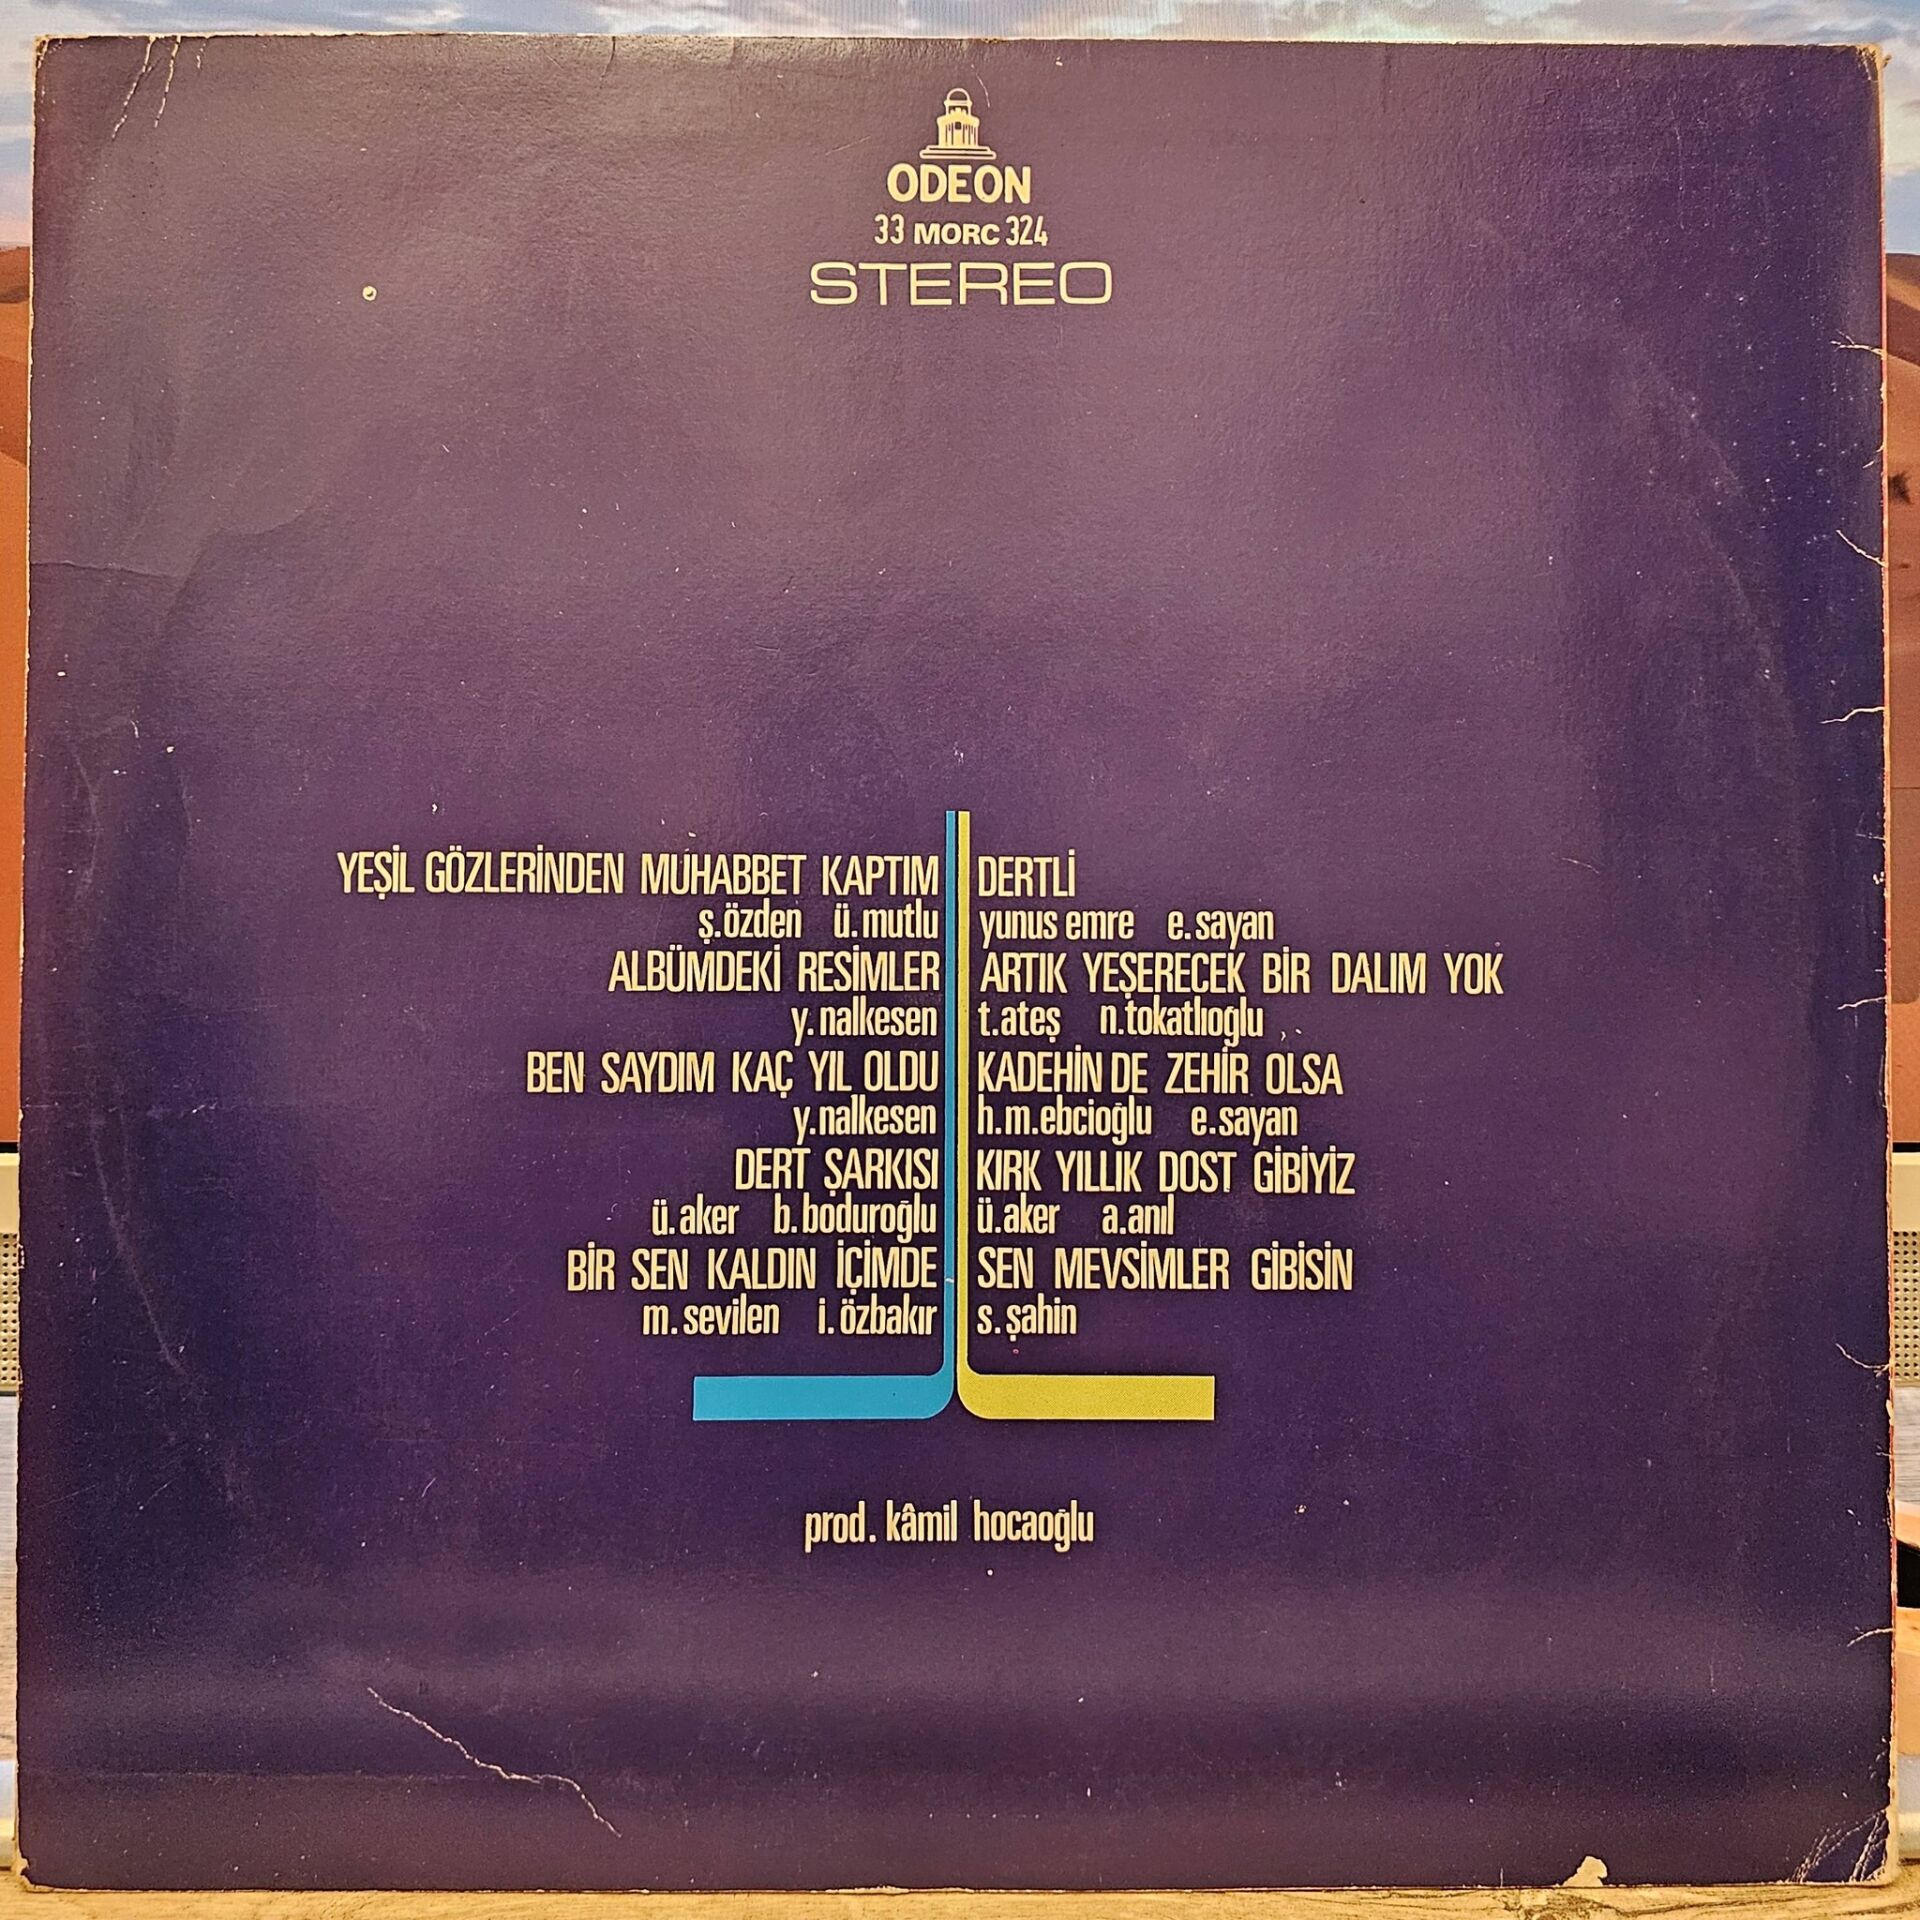 ODEON
33 MORC 324
STEREO
YEŞİL GÖZLERİNDEN MUHABBET KAPTIM
ş.özden ü.mutlu
ALBÜMDEKİ RESİMLER
y.nalkesen
BEN SAYDIM KAÇ YIL OLDU
y.nalkesen
DERT ŞARKISI
ü.aker b.boduroğlu
BİR SEN KALDIN İÇİMDE
m.sevilen i.özbakır
DERTLİ
yunus emre e.sayan
ARTIK YEŞERECEK BİR DALIM YOK
t.ateş n.tokatlıoğlu
KADEHİN DE ZEHİR OLSA
h.m.ebcioğlu e.sayan
KIRK YILLIK DOST GİBİYİZ
ü.aker a.anıl
SEN MEVSİMLER GİBİSİN
s.şahin
prod. kâmil hocaoğlu